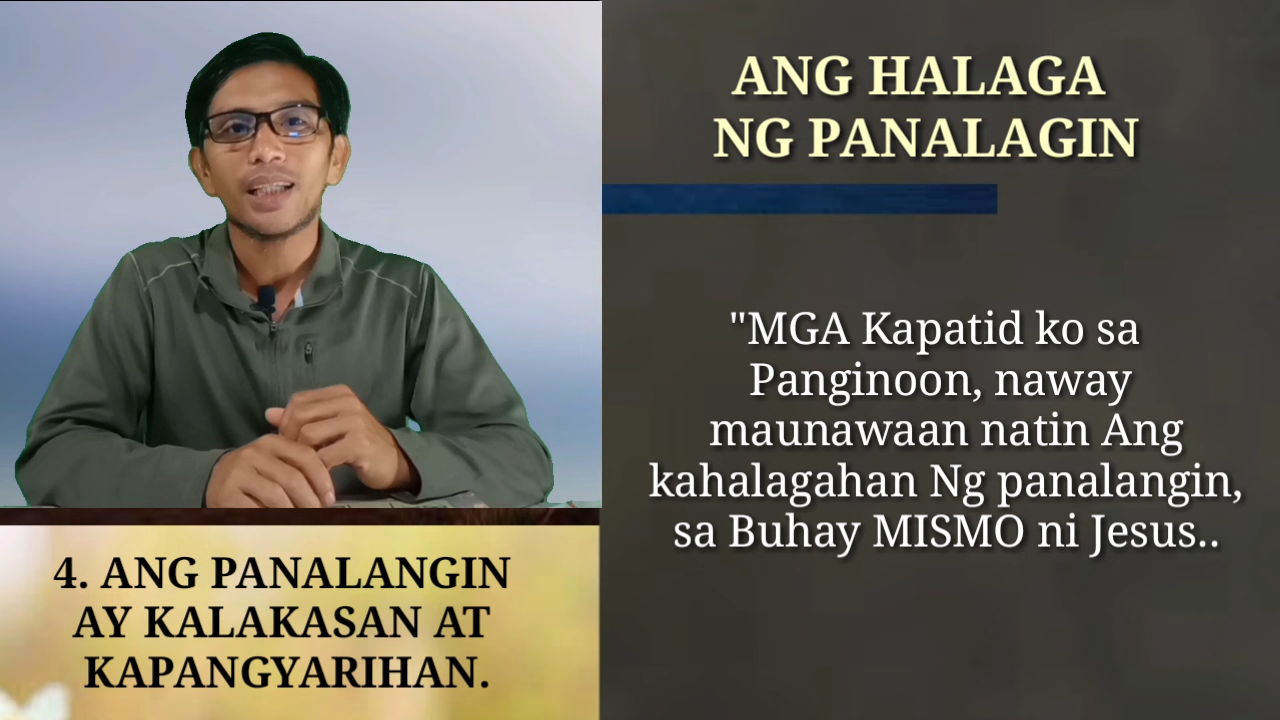 ANG HALAGA
NG PANALAGIN
"MGA Kapatid ko sa
Panginoon, naway
maunawaan natin Ang
kahalagahan Ng panalangin,
sa Buhay MISMO ni Jesus..
4. ANG PANALANGIN
AY KALAKASAN AT
KAPANGYARIHAN.